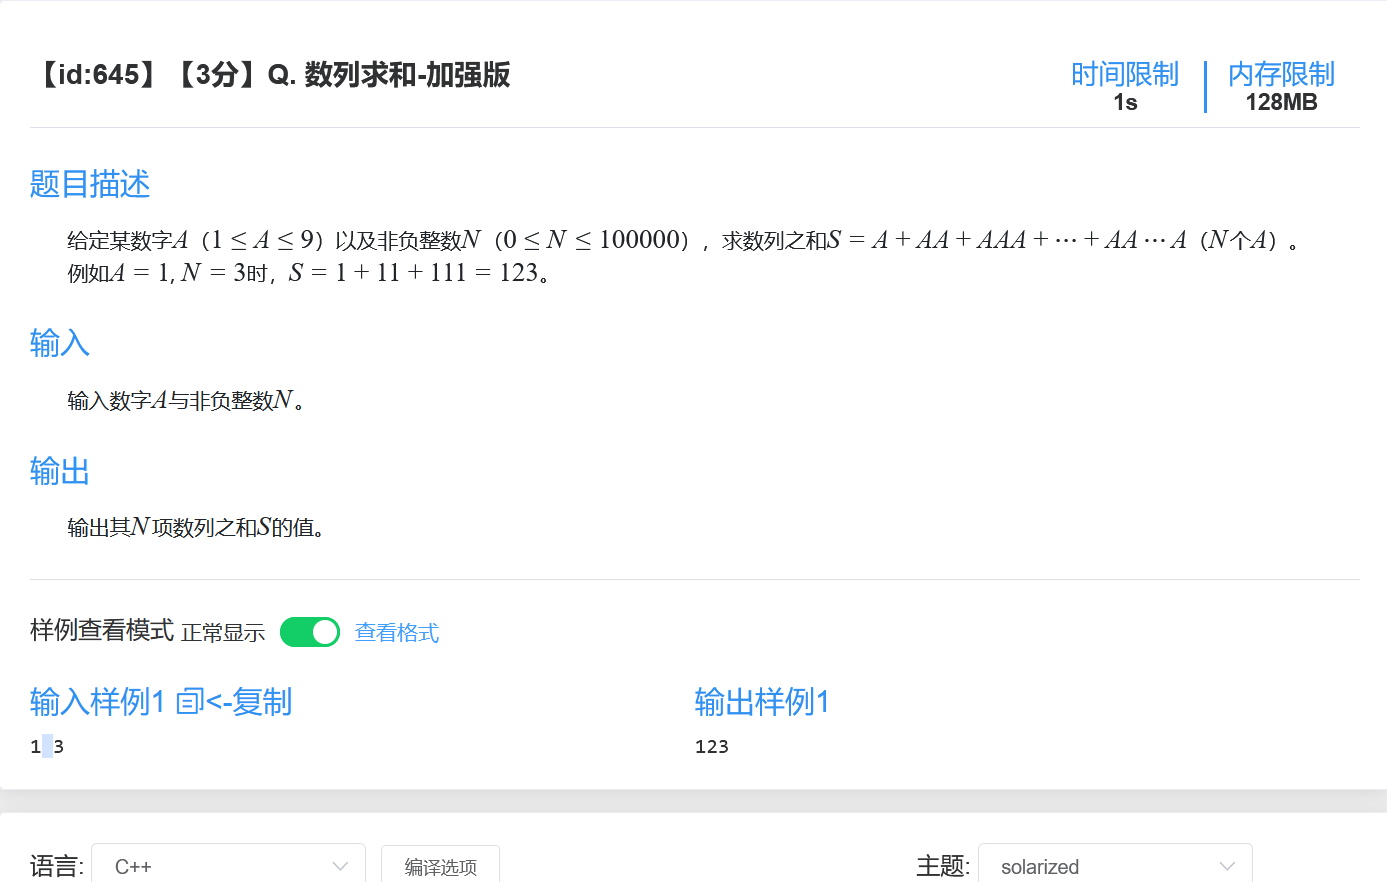 【id:645】【3分】Q. 数列求和-加强版
时间限制
1s
内存限制
128MB
题目描述
给定某数字A（1 ≤ A ≤ 9）以及非负整数N（0 ≤ N ≤ 100000），求数列之和S = A + AA + AAA + ⋯ + AA ⋯ A（N个A）。
例如A = 1, N = 3时，S = 1 + 11 + 111 = 123。
输入
输入数字A与非负整数N。
输出
输出其N项数列之和S的值。
样例查看模式 正常显示 查看格式
输入样例1 <-复制
1 3
输出样例1
123
语言: C++ 编译选项 主题: solarized